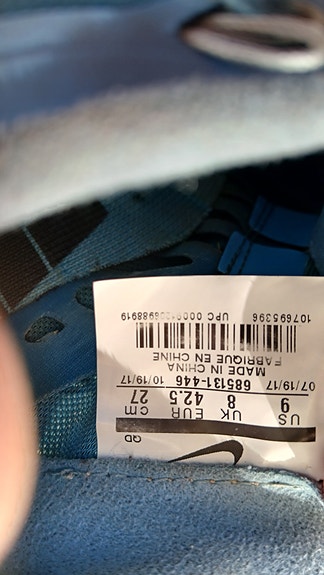 QD
US UK EUR cm
9 8 42.5 27
07/19/17 685131-446 10/19/17
MADE IN CHINA
FABRIQUE EN CHINE
107695396 UPC